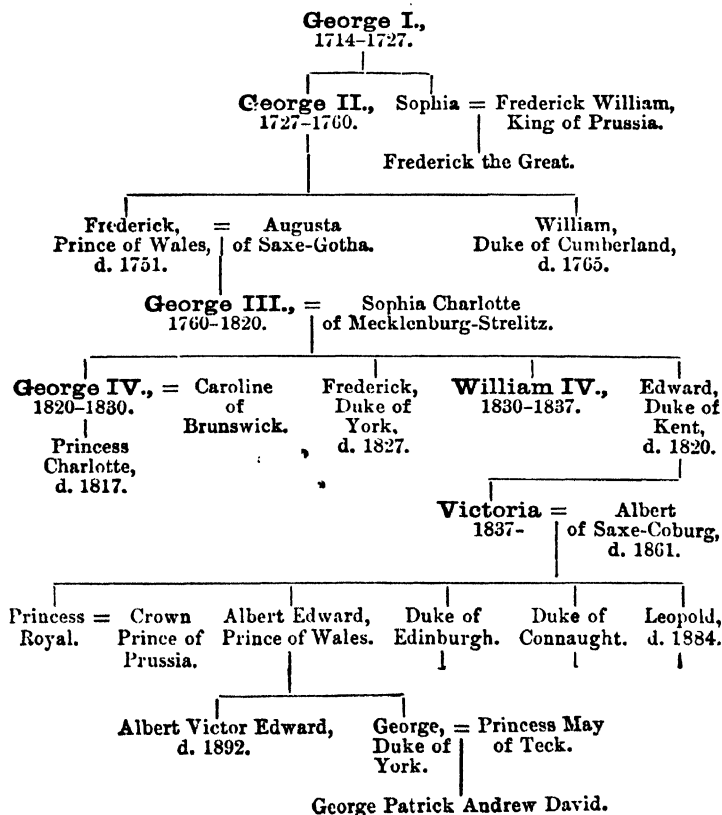 George I.,
1714-1727.
George II., Sophia = Frederick William,
1727-1760. King of Prussia.
Frederick the Great.
Frederick, = Augusta William,
Prince of Wales, of Saxe-Gotha. Duke of Cumberland,
d. 1751. d. 1765.
George III., = Sophia Charlotte
1760-1820. of Mecklenburg-Strelitz.
George IV., = Caroline Frederick, William IV., Edward,
1820-1830. of Duke of 1830-1837. Duke of
Princess Brunswick. York, Kent,
Charlotte, d. 1827. d. 1820.
d. 1817.
Victoria = Albert
1837- of Saxe-Coburg,
d. 1861.
Princess = Crown Albert Edward, Duke of Duke of Leopold,
Royal. Prince of Prince of Wales. Edinburgh. Connaught. d. 1884.
Prussia.
Albert Victor Edward, George, = Princess May
d. 1892. Duke of of Teck.
York.
George Patrick Andrew David.